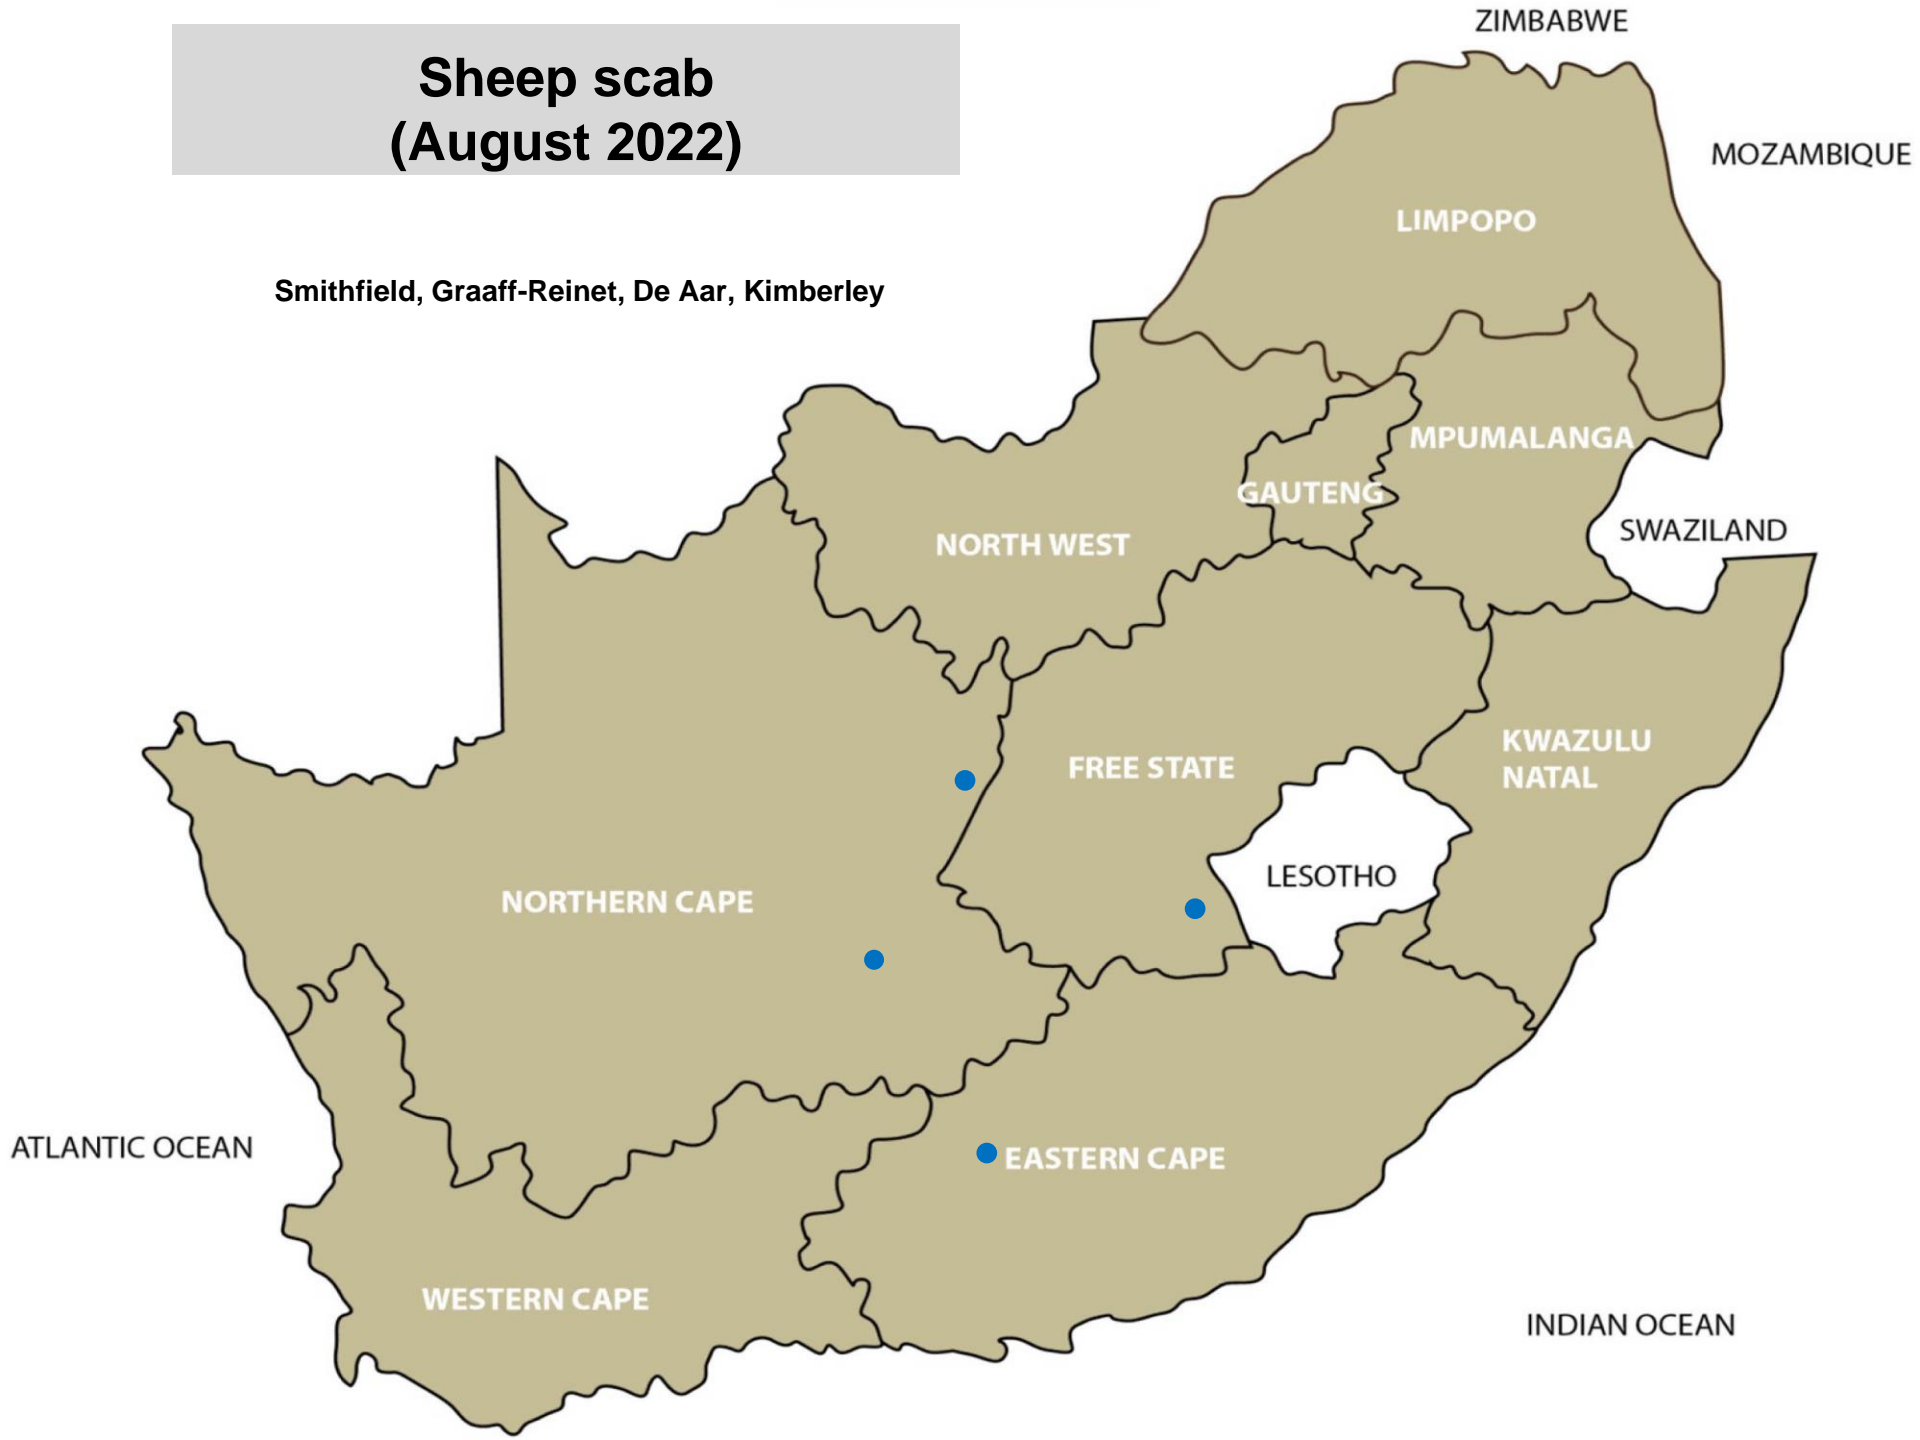 Sheep scab
(August 2022)
Smithfield, Graaff-Reinet, De Aar, Kimberley
ZIMBABWE
MOZAMBIQUE
LIMPOPO
MPUMALANGA
GAUTENG
SWAZILAND
NORTH WEST
KWAZULU
NATAL
FREE STATE
LESOTHO
NORTHERN CAPE
ATLANTIC OCEAN
EASTERN CAPE
WESTERN CAPE
INDIAN OCEAN